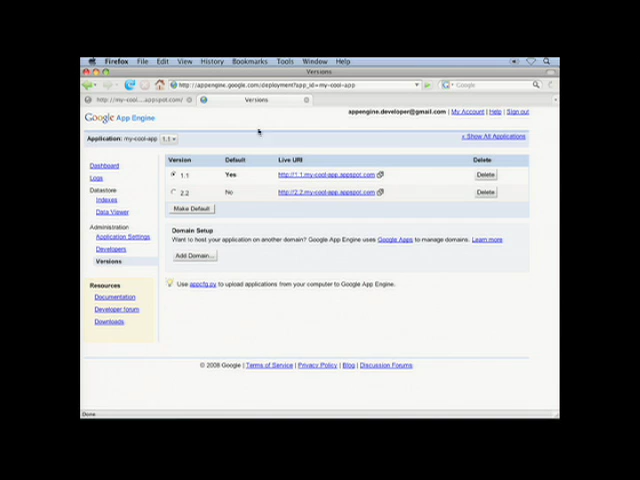 Firefox File Edit View History Bookmarks Tools Window Help
Versions
http://appengine.google.com/deployment?app_id=my-cool-app
Google
http://my-cool....appspot.com/ Versions
appengine.developer@gmail.com | My Account | Help | Sign out
Google App Engine
Application: my-cool-app 1.1
« Show All Applications
Dashboard
Logs
Datastore
Indexes
Data Viewer
Administration
Application Settings
Developers
Versions
Resources
Documentation
Developer forum
Downloads
Version Default Live URI Delete
1.1 Yes http://1.1.my-cool-app.appspot.com Delete
2.2 No http://2.2.my-cool-app.appspot.com Delete
Make Default
Domain Setup
Want to host your application on another domain? Google App Engine uses Google Apps to manage domains. Learn more
Add Domain...
Use appcfg.py to upload applications from your computer to Google App Engine.
© 2008 Google | Terms of Service | Privacy Policy | Blog | Discussion Forums
Done